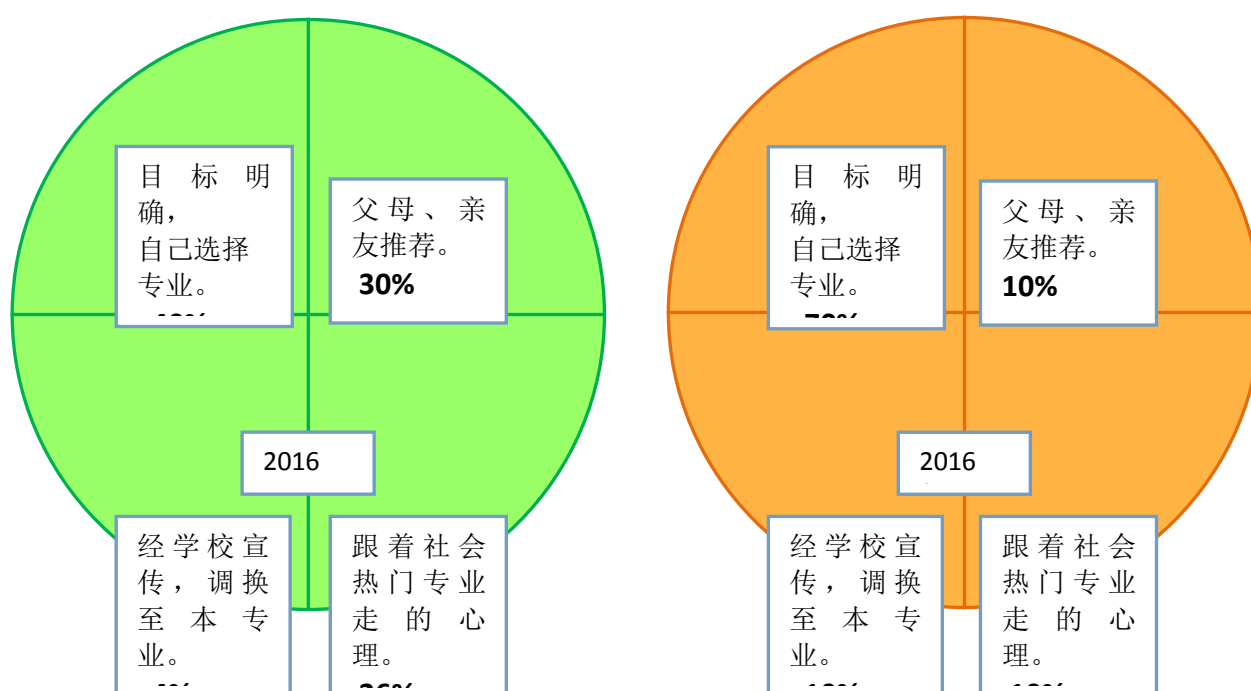 目标明
确，
自己选择
专业。
父母、亲
友推荐。
30%
2016
经学校宣
传，调换
至本专
业。
跟着社会
热门专业
走的心
理。
目标明
确，
自己选择
专业。
父母、亲
友推荐。
10%
2016
经学校宣
传，调换
至本专
业。
跟着社会
热门专业
走的心
理。